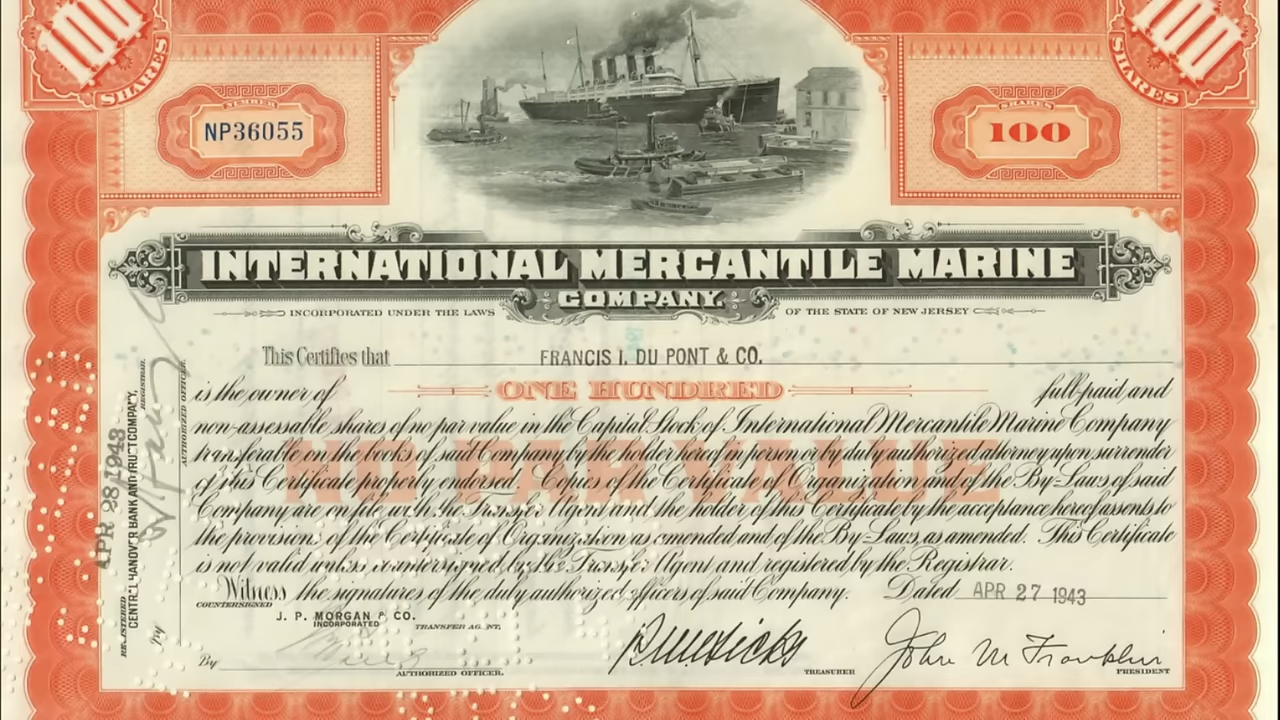 100 SHARES
100 SHARES
NUMBER
NP36055
SHARES
100
INTERNATIONAL MERCANTILE MARINE
COMPANY.
INCORPORATED UNDER THE LAWS OF THE STATE OF NEW JERSEY
This Certifies that FRANCIS I. DU PONT & CO.
is the owner of ONE HUNDRED full-paid and
non-assessable shares of no par value in the Capital Stock of International Mercantile Marine Company
transferable on the books of said Company by the holder hereof in person or by duly authorized attorney upon surrender
of this Certificate properly endorsed. Copies of the Certificate of Organization and of the By-Laws of said
Company are on file with the Transfer Agent and the holder of this Certificate by the acceptance hereof assents to
the provisions of the Certificate of Organization as amended and of the By-Laws, as amended. This Certificate
is not valid unless countersigned by the Transfer Agent and registered by the Registrar.
NO PAR VALUE
Witness the signatures of the duly authorized officers of said Company. Dated APR 27 1943
COUNTERSIGNED
J. P. MORGAN & CO.
INCORPORATED
TRANSFER AGENT,
By
AUTHORIZED OFFICER.
TREASURER
John M Franklin
PRESIDENT
APR 28 1943
REGISTERED
CENTRAL HANOVER BANK AND TRUST COMPANY,
REGISTRAR.
By
AUTHORIZED OFFICER.